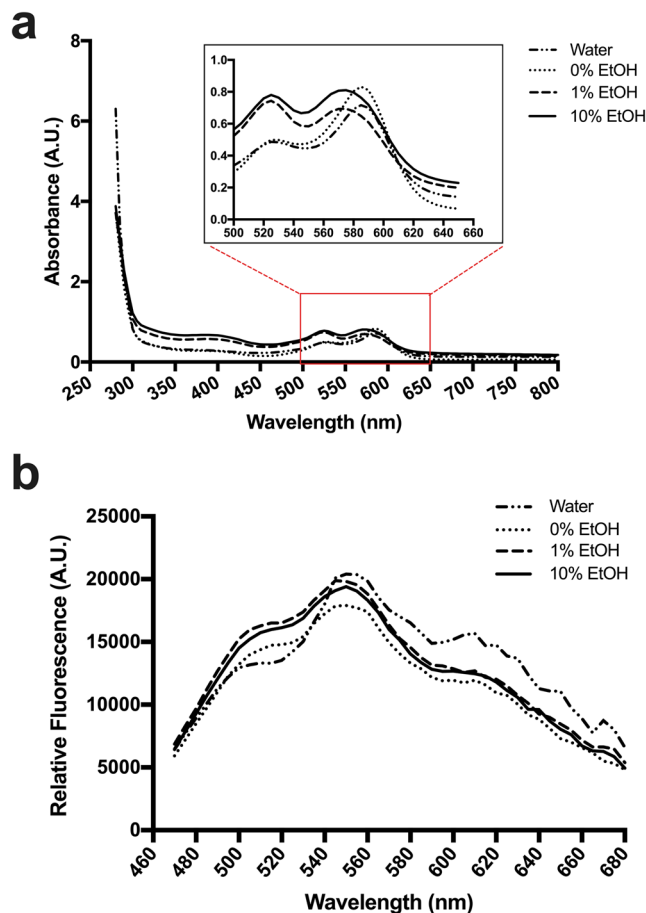 a
8
6
4
2
0
Absorbance (A.U.)
250 300 350 400 450 500 550 600 650 700 750 800
Wavelength (nm)
1.0
0.8
0.6
0.4
0.2
0.0
500 520 540 560 580 600 620 640 660
Water
0% EtOH
1% EtOH
10% EtOH
b
25000
20000
15000
10000
5000
0
Relative Fluorescence (A.U.)
460 480 500 520 540 560 580 600 620 640 660 680
Wavelength (nm)
Water
0% EtOH
1% EtOH
10% EtOH